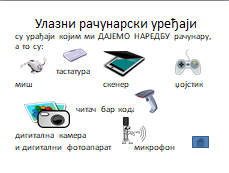 Улазни рачунарски уређаји
су урађаји којим ми ДАЈЕМО НАРЕДБУ рачунару,
а то су:
тастатура
миш скенер џојстик
читач бар кода
дигитална камера
и дигитални фотоапарат микрофон